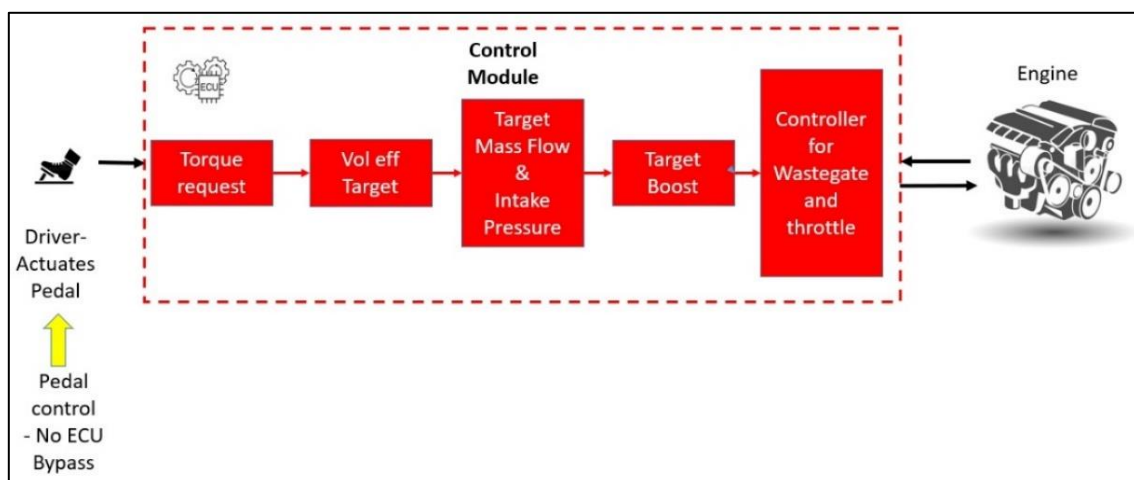 Control
Module
ECU
Engine
Torque
request
Vol eff
Target
Target
Mass Flow
&
Intake
Pressure
Target
Boost
Controller
for
Wastegate
and
throttle
Driver-
Actuates
Pedal
Pedal
control
- No ECU
Bypass